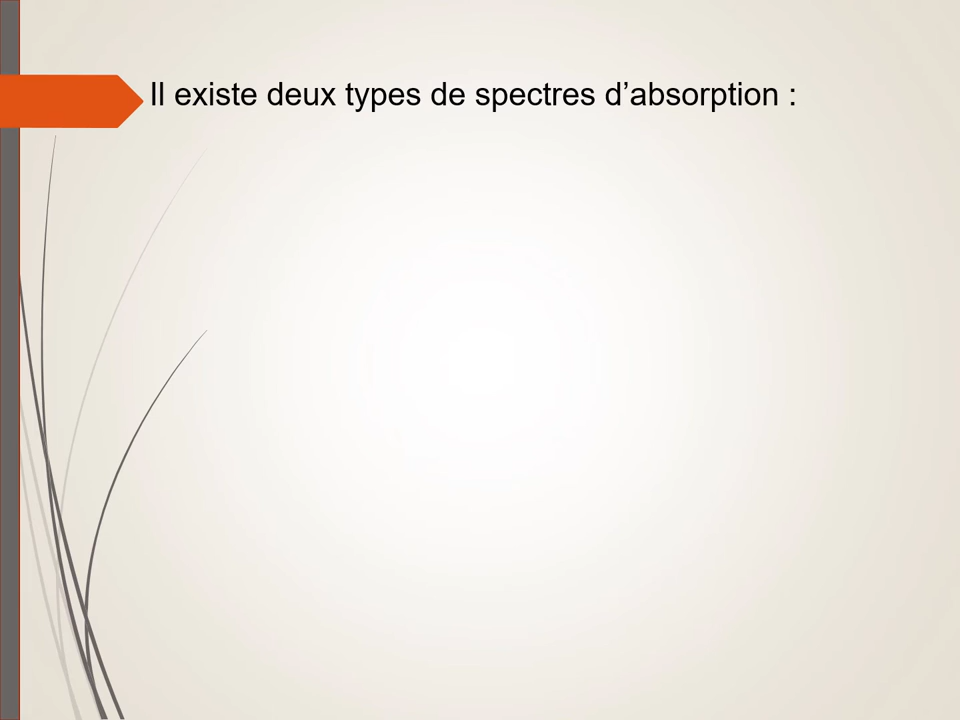 Il existe deux types de spectres d’absorption :